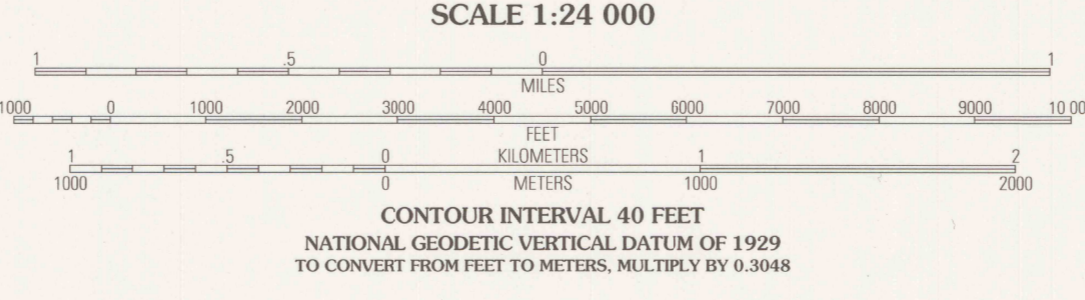 SCALE 1:24 000
1 .5 0 1
MILES
1000 0 1000 2000 3000 4000 5000 6000 7000 8000 9000 10 00
FEET
1 .5 0 KILOMETERS 1 2
1000 0 METERS 1000 2000
CONTOUR INTERVAL 40 FEET
NATIONAL GEODETIC VERTICAL DATUM OF 1929
TO CONVERT FROM FEET TO METERS, MULTIPLY BY 0.3048